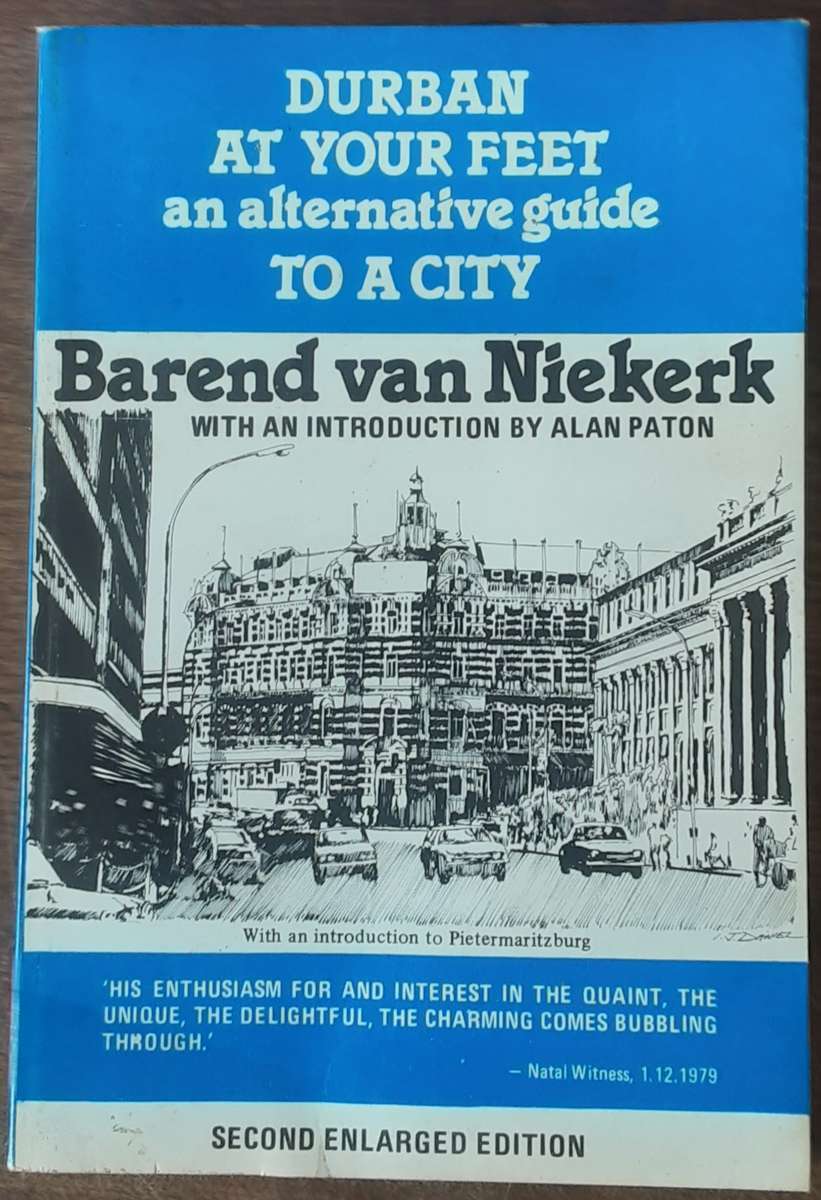 DURBAN
AT YOUR FEET
an alternative guide
TO A CITY
Barend van Niekerk
WITH AN INTRODUCTION BY ALAN PATON
With an introduction to Pietermaritzburg
'HIS ENTHUSIASM FOR AND INTEREST IN THE QUAINT, THE
UNIQUE, THE DELIGHTFUL, THE CHARMING COMES BUBBLING
THROUGH.'
— Natal Witness, 1.12.1979
SECOND ENLARGED EDITION